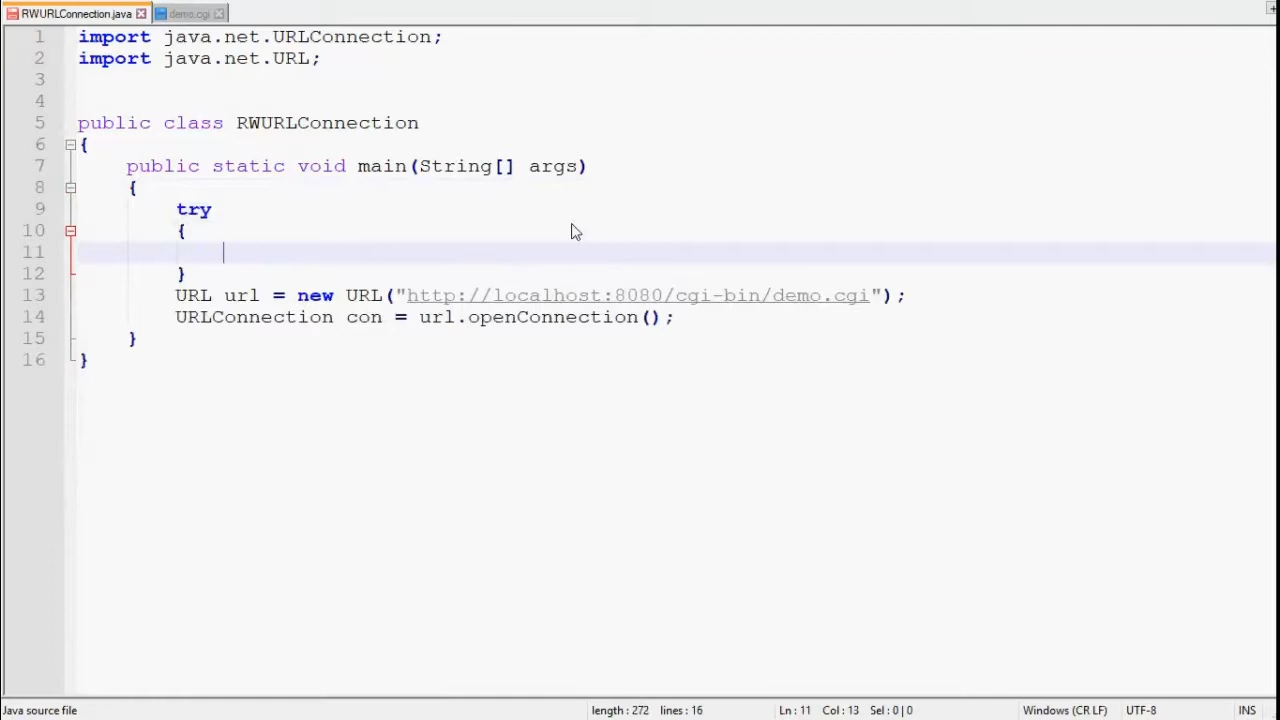 RWURLConnection.java demo.cgi
1 import java.net.URLConnection;
2 import java.net.URL;
3
4
5 public class RWURLConnection
6 {
7 public static void main(String[] args)
8 {
9 try
10 {
11
12 }
13 URL url = new URL("http://localhost:8080/cgi-bin/demo.cgi");
14 URLConnection con = url.openConnection();
15 }
16 }
Java source file length : 272 lines : 16 Ln : 11 Col : 13 Sel : 0 | 0 Windows (CR LF) UTF-8 INS